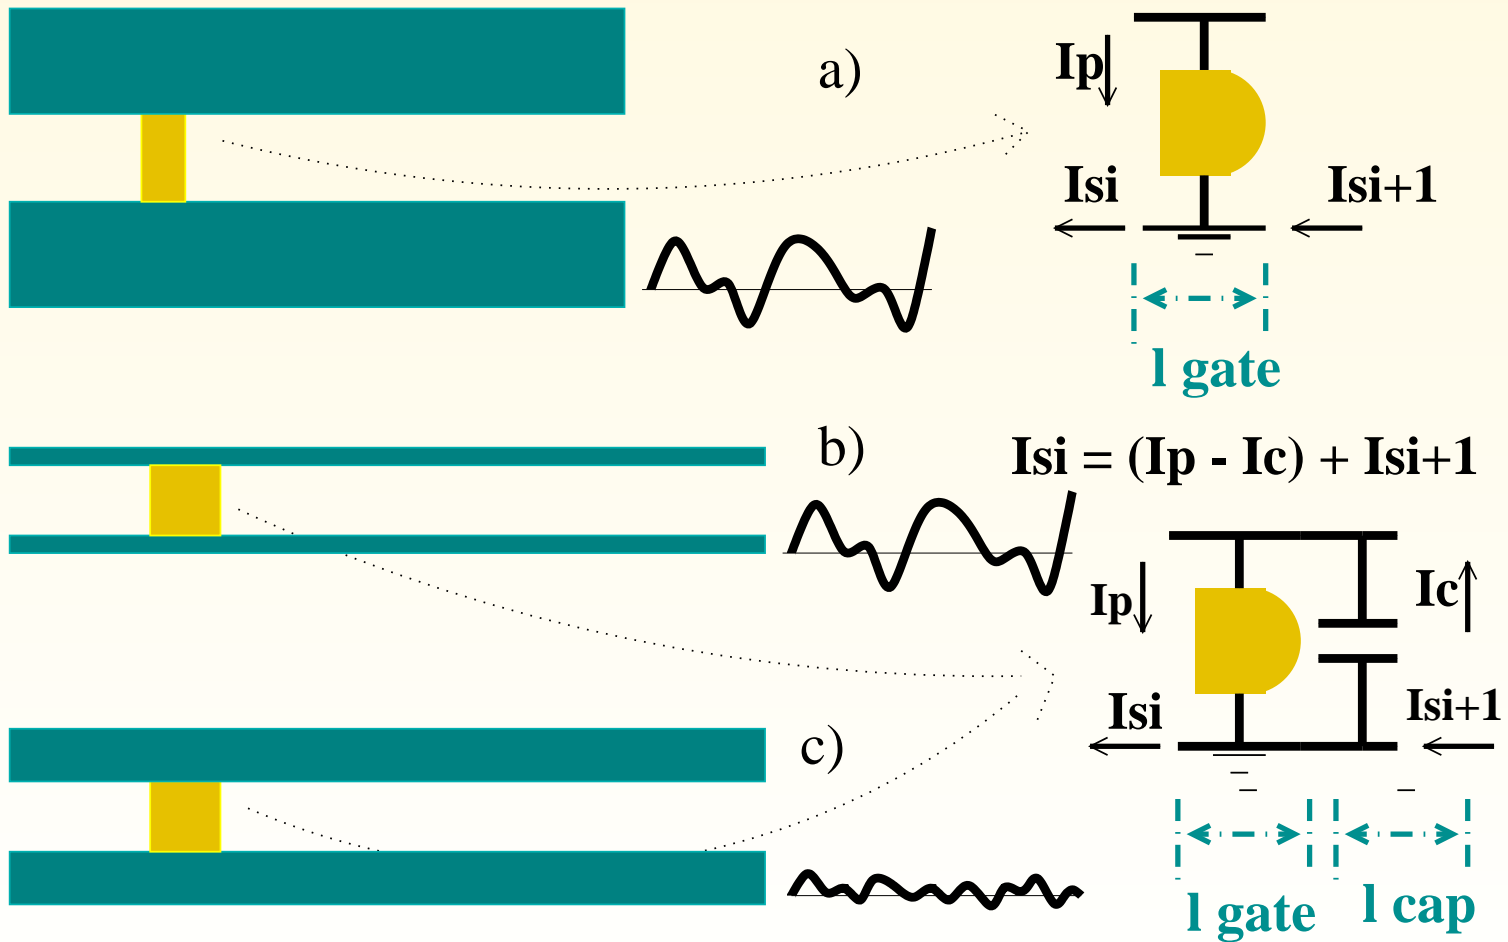 a)
Ip
Isi
Isi+1
l gate
b)
Isi = (Ip - Ic) + Isi+1
Ip
Ic
Isi
Isi+1
c)
l gate
l cap